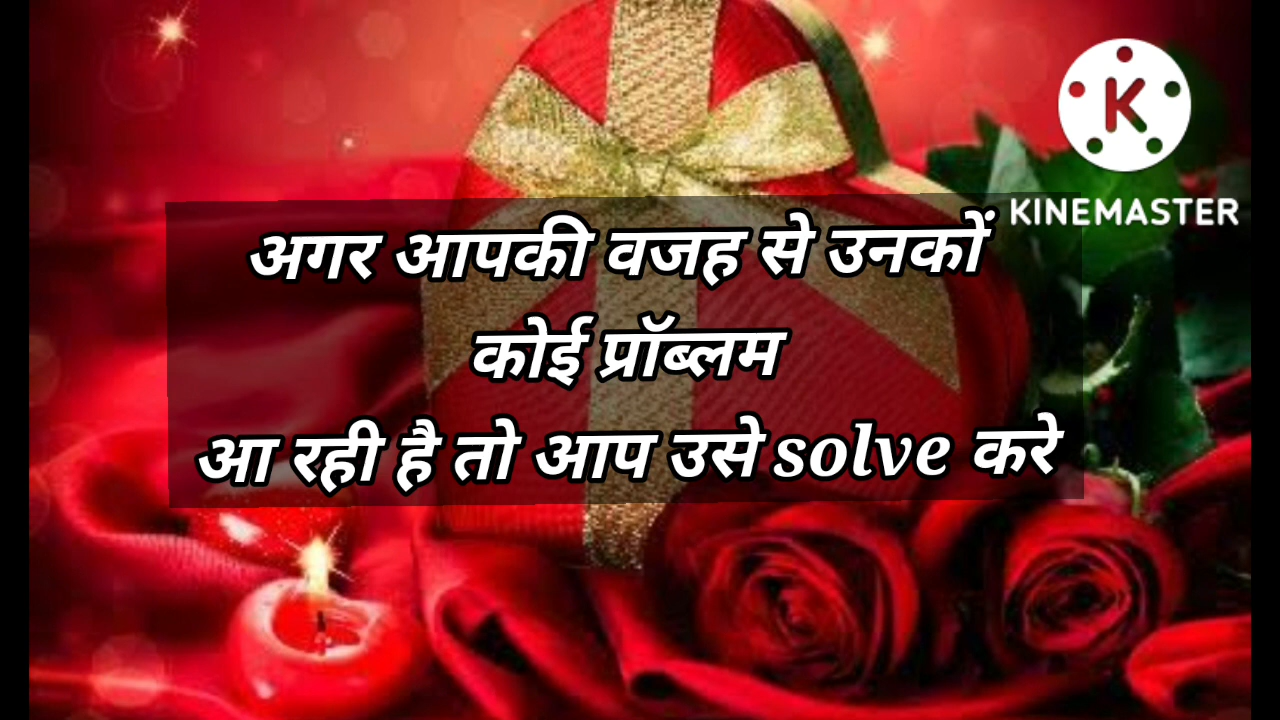 KINEMASTER
अगर आपकी वजह से उनकों
कोई प्रॉब्लम
आ रही है तो आप उसे solve करे